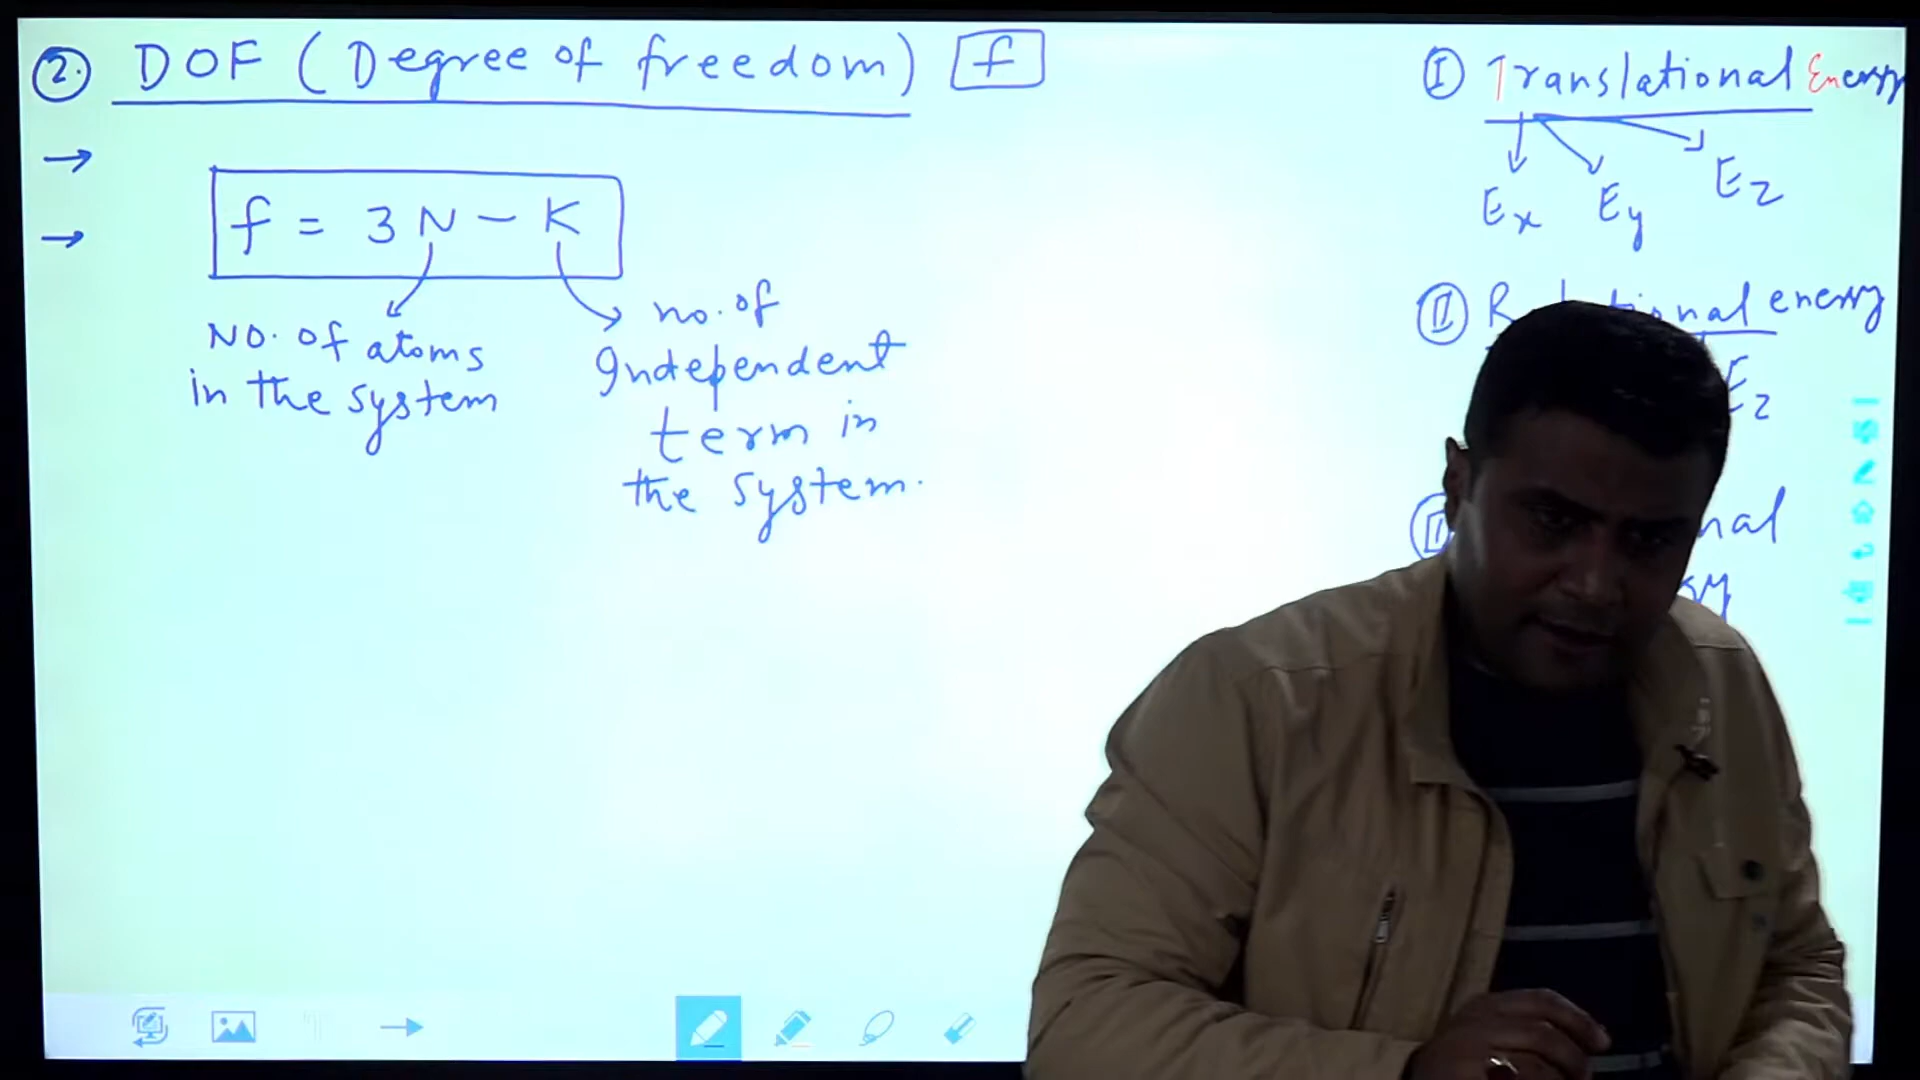 2. DOF (Degree of freedom) f
→
→
f = 3N - K
No. of atoms
in the system
no. of
Independent
term in
the system.
I Translational Energy
Ex Ey Ez
II energy
Ez